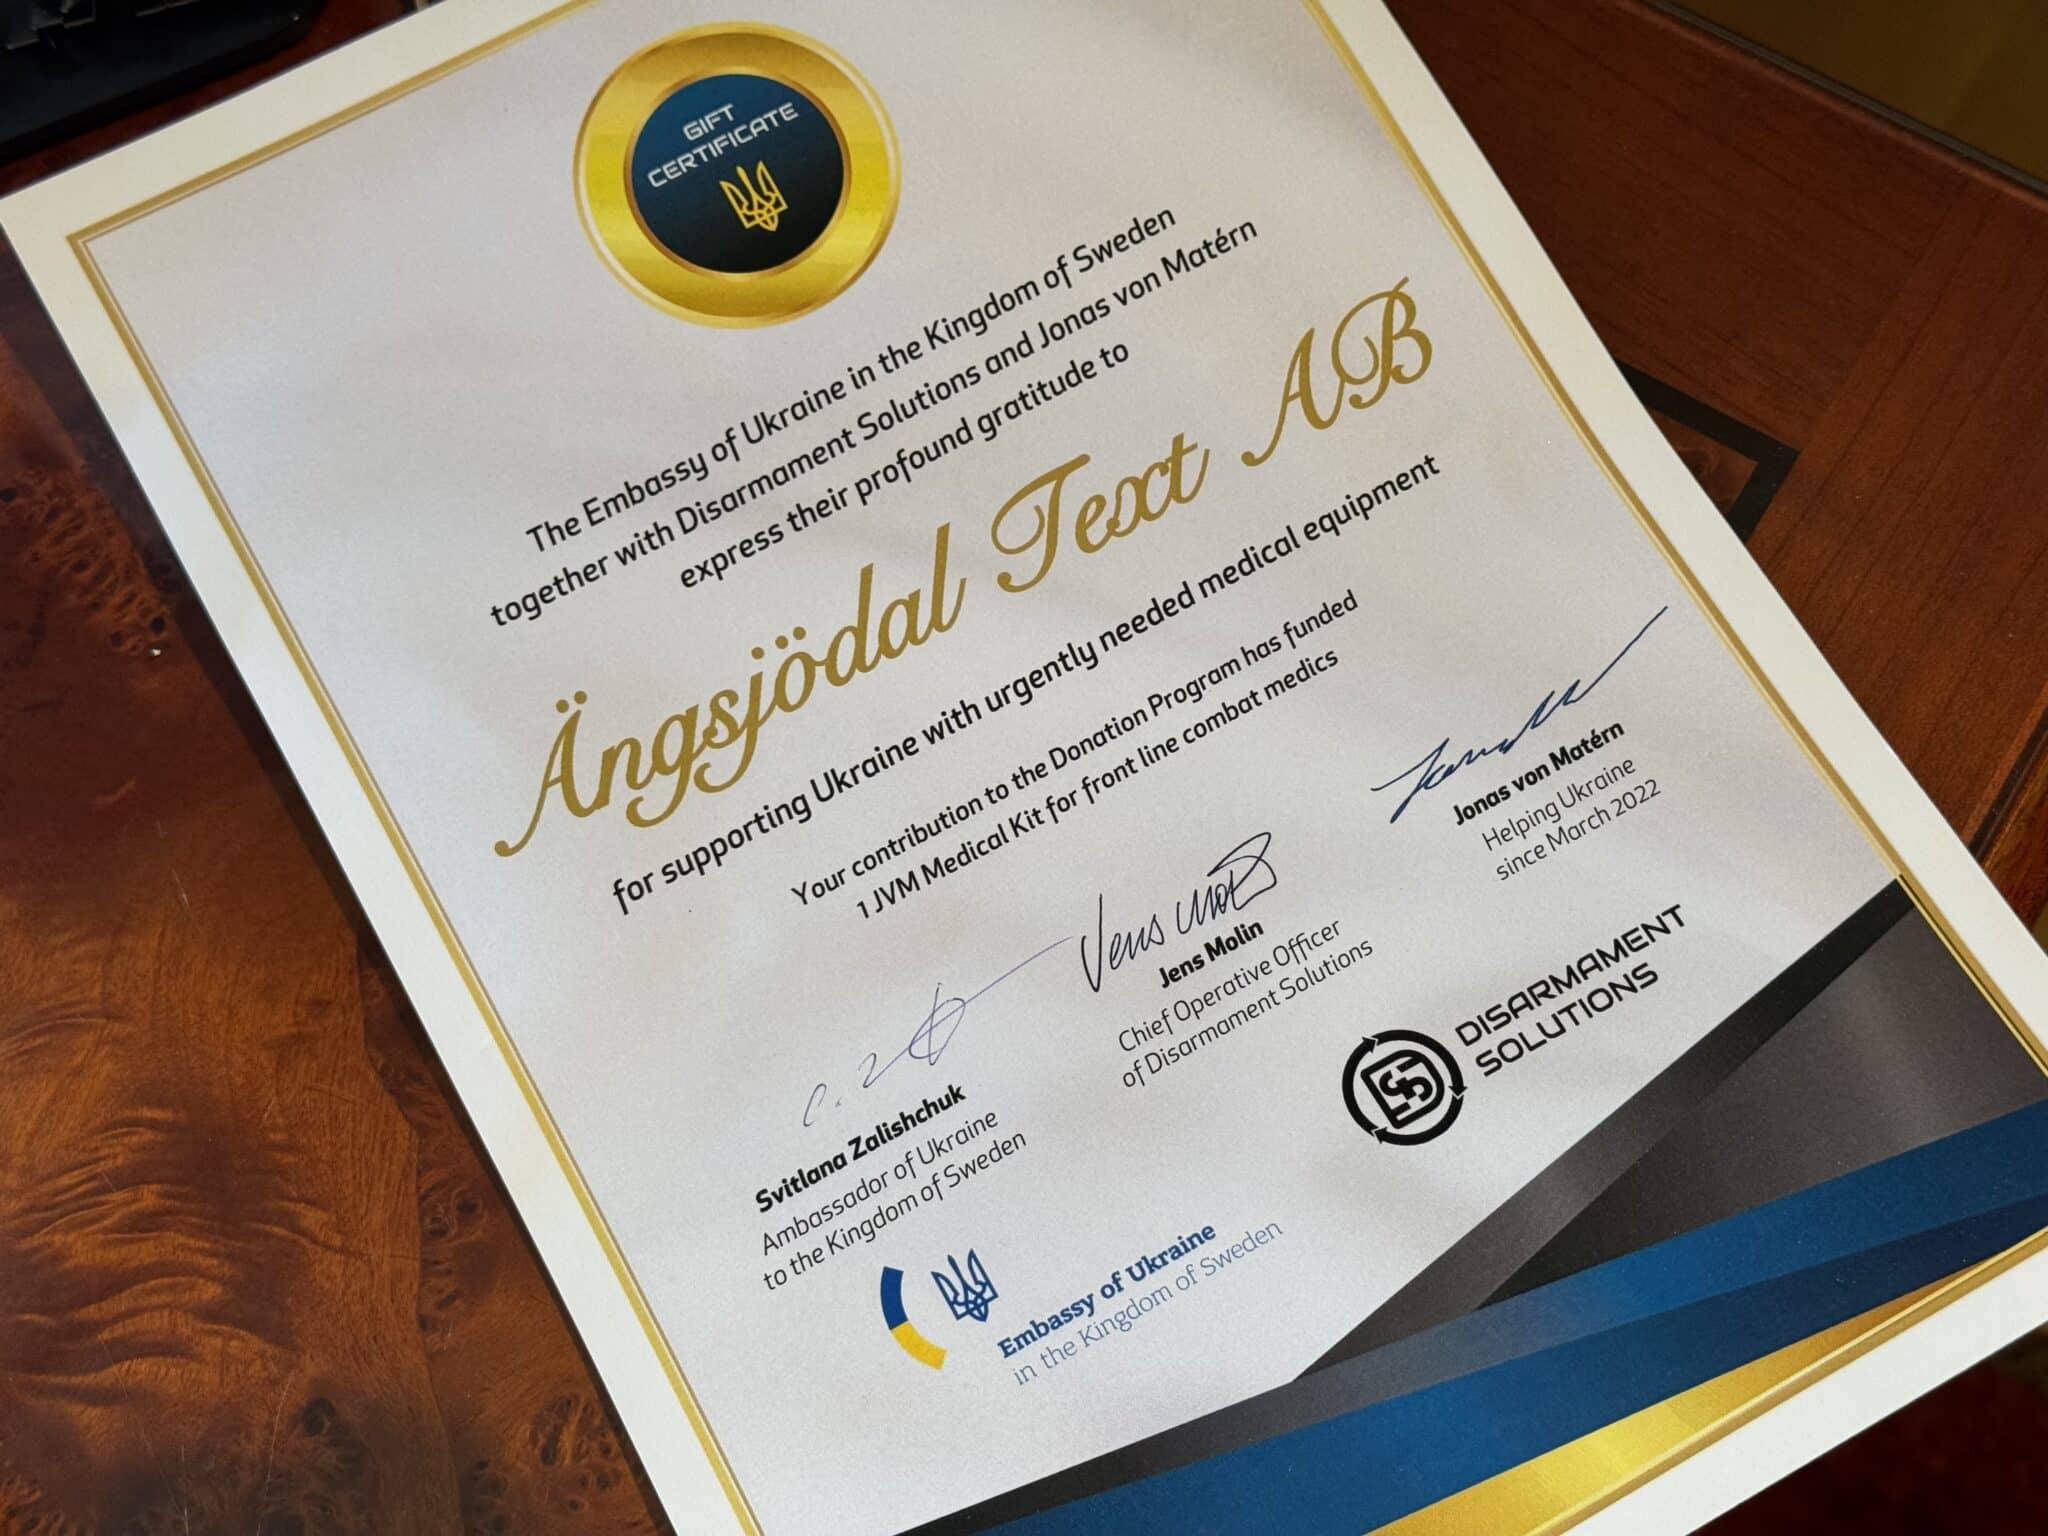 GIFT
CERTIFICATE
The Embassy of Ukraine in the Kingdom of Sweden
together with Disarmament Solutions and Jonas von Matérn
express their profound gratitude to
Ängsjödal Text AB
for supporting Ukraine with urgently needed medical equipment
Your contribution to the Donation Program has funded
1 JVM Medical Kit for front line combat medics
Jonas von Matérn
Helping Ukraine
since March 2022
Jens Molin
Chief Operative Officer
of Disarmament Solutions
Svitlana Zalishchuk
Ambassador of Ukraine
to the Kingdom of Sweden
DISARMAMENT
SOLUTIONS
Embassy of Ukraine
in the Kingdom of Sweden